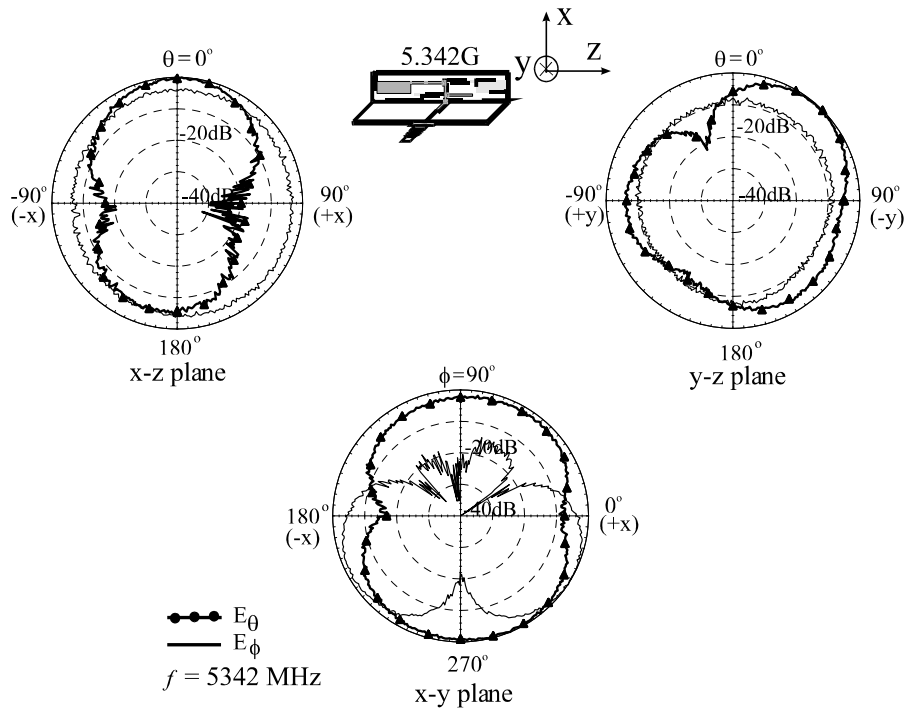 x
5.342G
y
z
θ=0°
-20dB
-40dB
-90°
(-x)
90°
(+x)
180°
x-z plane
θ=0°
-20dB
-40dB
-90°
(+y)
90°
(-y)
180°
y-z plane
ϕ=90°
-20dB
-40dB
180°
(-x)
0°
(+x)
270°
x-y plane
Eθ
Eϕ
f = 5342 MHz